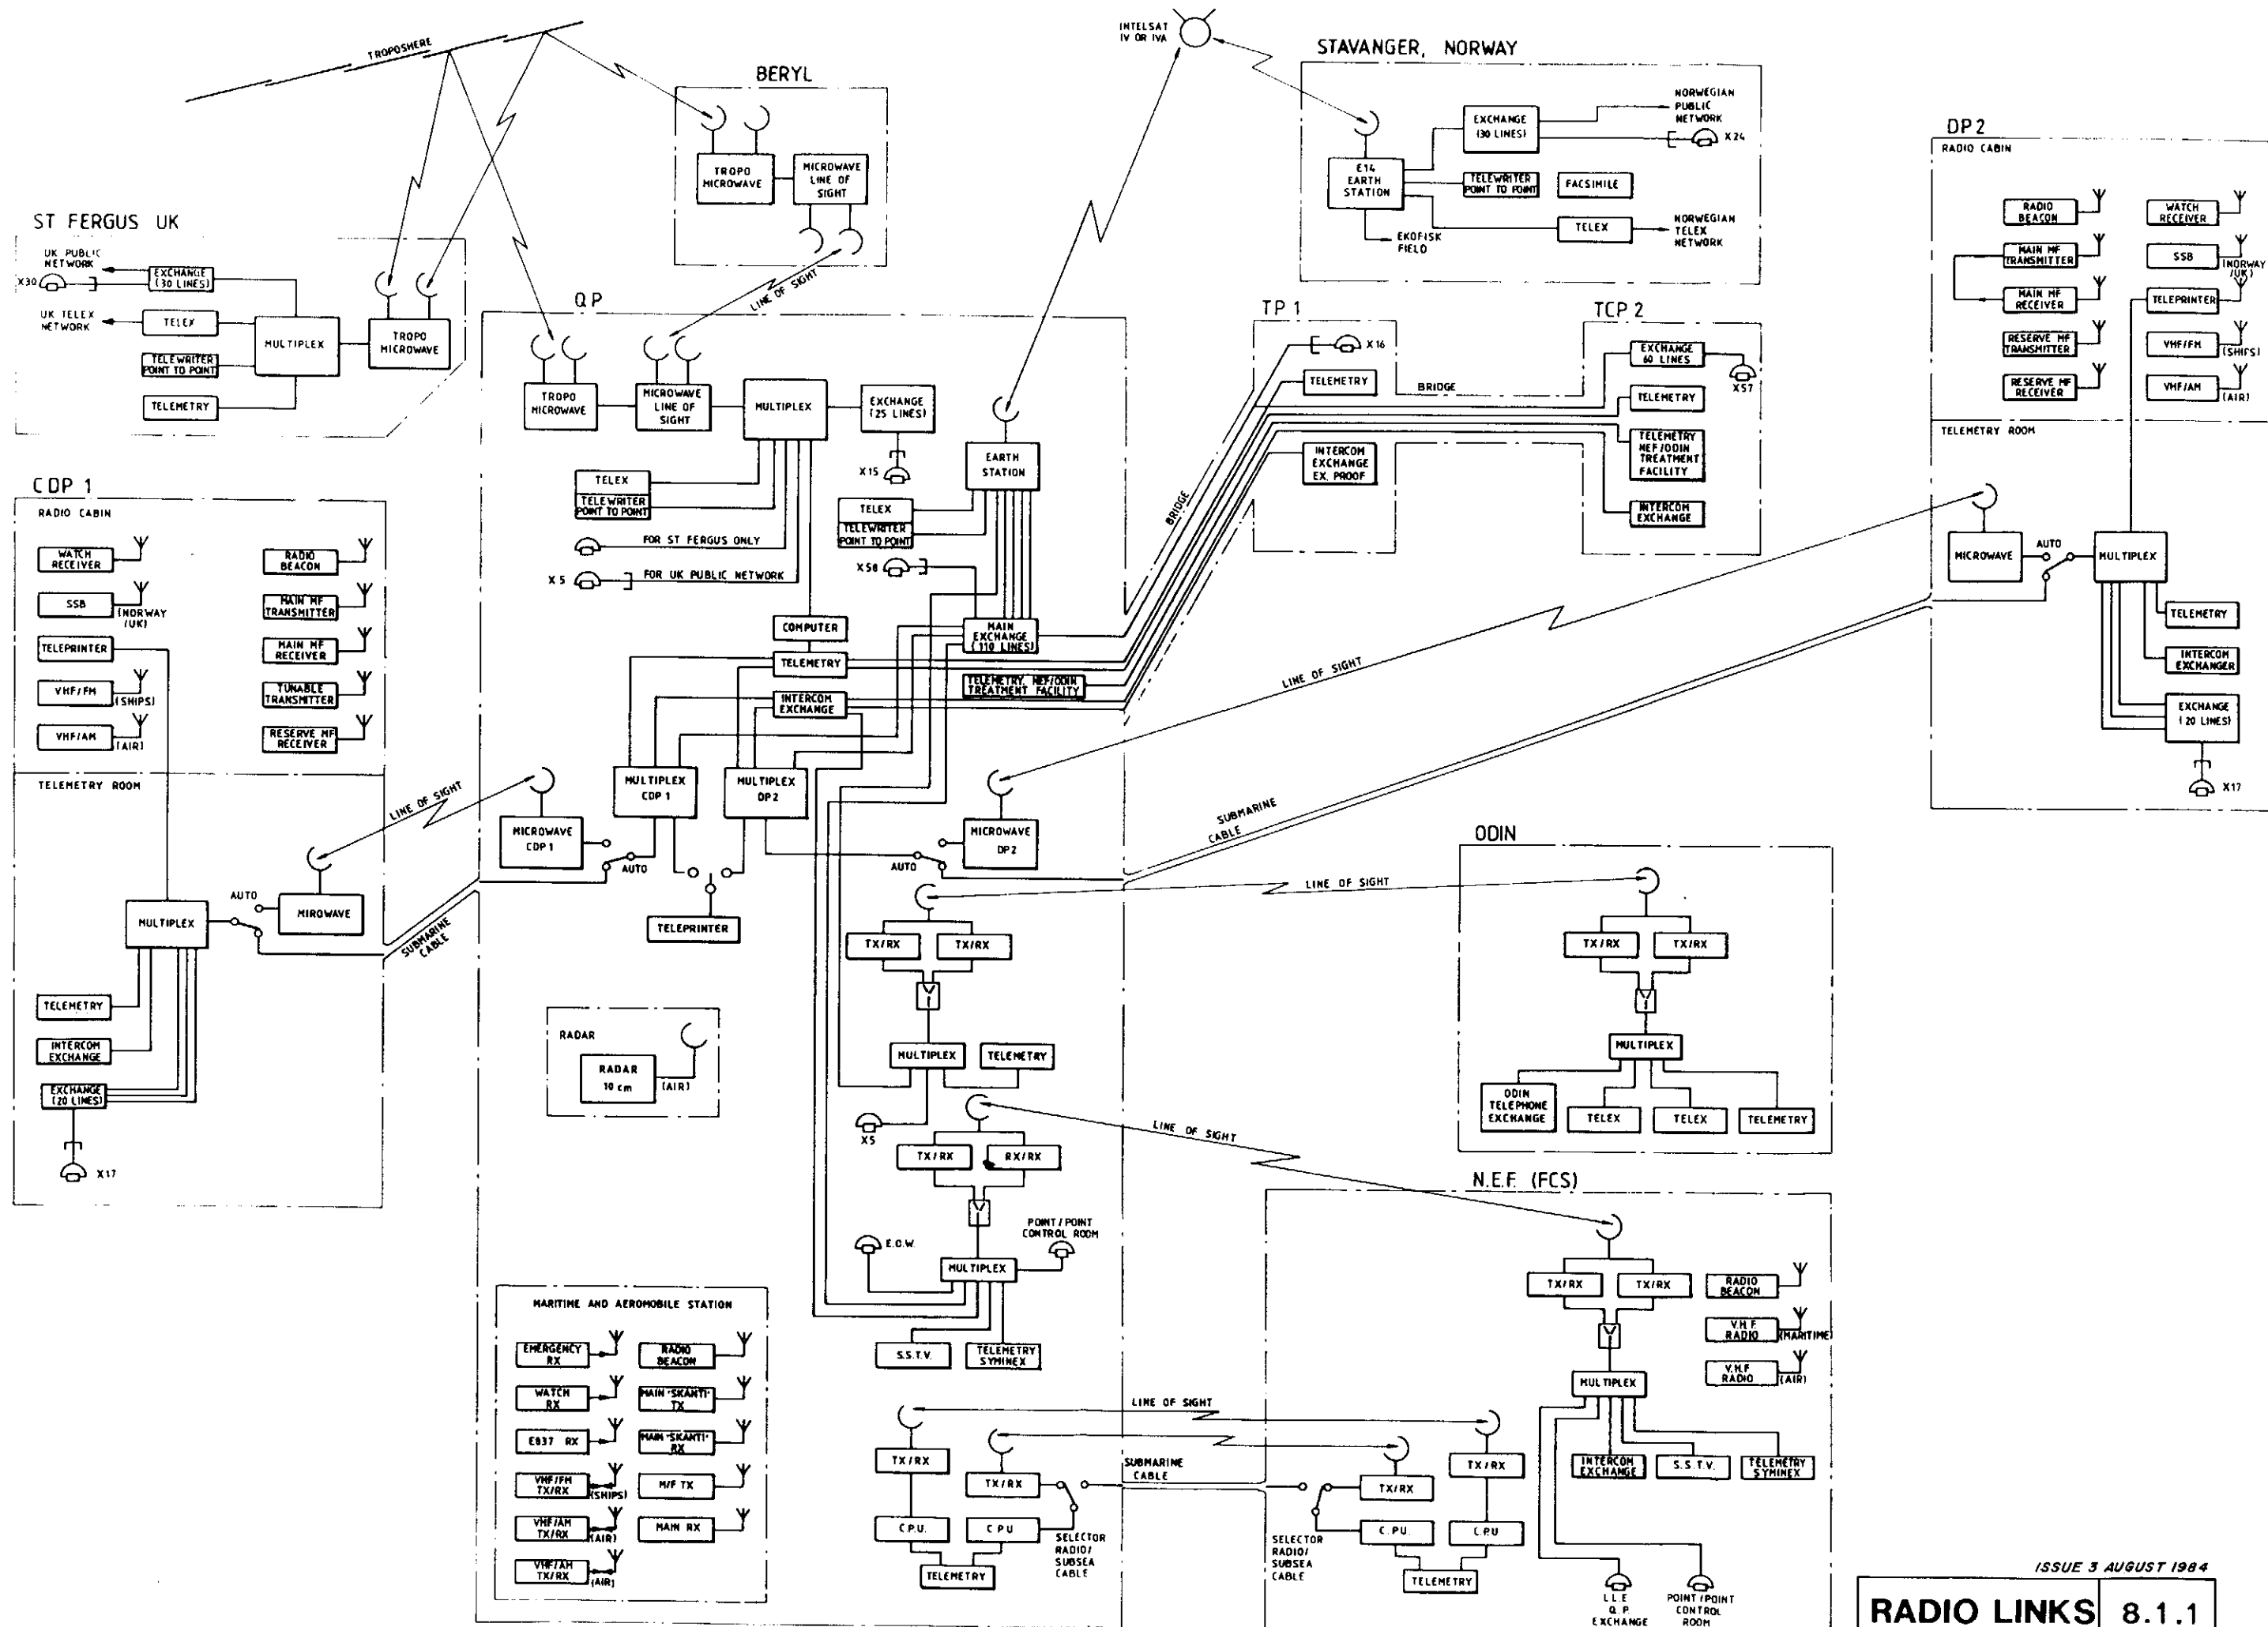 TROPOSHERE
INTELSAT
IV OR IVA
BERYL
TROPO
MICROWAVE
MICROWAVE
LINE OF
SIGHT
LINE OF SIGHT
STAVANGER, NORWAY
E14
EARTH
STATION
EXCHANGE
(30 LINES)
NORWEGIAN
PUBLIC
NETWORK
X24
TELEWRITER
POINT TO POINT
FACSIMILE
TELEX
NORWEGIAN
TELEX
NETWORK
EKOFISK
FIELD
ST FERGUS UK
UK PUBLIC
NETWORK
X30
EXCHANGE
(30 LINES)
UK TELEX
NETWORK
TELEX
TELEWRITER
POINT TO POINT
TELEMETRY
MULTIPLEX
TROPO
MICROWAVE
DP2
RADIO CABIN
RADIO
BEACON
WATCH
RECEIVER
MAIN MF
TRANSMITTER
SSB
(NORWAY
/UK)
MAIN MF
RECEIVER
TELEPRINTER
RESERVE MF
TRANSMITTER
VHF/FM
(SHIPS)
RESERVE MF
RECEIVER
VHF/AM
(AIR)
TELEMETRY ROOM
MICROWAVE
AUTO
MULTIPLEX
TELEMETRY
INTERCOM
EXCHANGER
EXCHANGE
(20 LINES)
X17
QP
TROPO
MICROWAVE
MICROWAVE
LINE OF
SIGHT
MULTIPLEX
EXCHANGE
(25 LINES)
X15
EARTH
STATION
TELEX
TELEWRITER
POINT TO POINT
TELEX
TELEWRITER
POINT TO POINT
FOR ST FERGUS ONLY
X5
FOR UK PUBLIC NETWORK
X58
COMPUTER
MAIN
EXCHANGE
(110 LINES)
TELEMETRY
TELEMETRY, NEF/ODIN
TREATMENT FACILITY
INTERCOM
EXCHANGE
MULTIPLEX
CDP1
MULTIPLEX
DP2
MICROWAVE
CDP1
AUTO
TELEPRINTER
MICROWAVE
DP2
AUTO
TP1
X16
TELEMETRY
INTERCOM
EXCHANGE
EX. PROOF
BRIDGE
BRIDGE
TCP2
EXCHANGE
60 LINES
X57
TELEMETRY
TELEMETRY
NEF/ODIN
TREATMENT
FACILITY
INTERCOM
EXCHANGE
LINE OF SIGHT
SUBMARINE
CABLE
CDP 1
RADIO CABIN
WATCH
RECEIVER
RADIO
BEACON
SSB
(NORWAY
/UK)
MAIN MF
TRANSMITTER
TELEPRINTER
MAIN MF
RECEIVER
VHF/FM
(SHIPS)
TUNABLE
TRANSMITTER
VHF/AM
(AIR)
RESERVE MF
RECEIVER
TELEMETRY ROOM
LINE OF SIGHT
AUTO
MULTIPLEX
MIROWAVE
SUBMARINE
CABLE
TELEMETRY
INTERCOM
EXCHANGE
EXCHANGE
(20 LINES)
X17
LINE OF SIGHT
TX/RX
TX/RX
MULTIPLEX
TELEMETRY
X5
RADAR
RADAR
10 cm
(AIR)
LINE OF SIGHT
TX/RX
RX/RX
E.O.W.
POINT/POINT
CONTROL ROOM
MULTIPLEX
S.S.T.V.
TELEMETRY
SYMINEX
MARITIME AND AEROMOBILE STATION
EMERGENCY
RX
RADIO
BEACON
WATCH
RX
MAIN 'SKANTI'
TX
E837 RX
MAIN 'SKANTI'
RX
VHF/FM
TX/RX
(SHIPS)
M/F TX
VHF/AM
TX/RX
(AIR)
MAIN RX
VHF/AM
TX/RX
(AIR)
TX/RX
TX/RX
C.P.U.
C.P.U
TELEMETRY
SELECTOR
RADIO/
SUBSEA
CABLE
LINE OF SIGHT
SUBMARINE
CABLE
ODIN
TX/RX
TX/RX
MULTIPLEX
ODIN
TELEPHONE
EXCHANGE
TELEX
TELEX
TELEMETRY
N.E.F. (FCS)
TX/RX
TX/RX
RADIO
BEACON
V.H.F.
RADIO
(MARITIME)
V.H.F
RADIO
(AIR)
MULTIPLEX
INTERCOM
EXCHANGE
S.S.T.V.
TELEMETRY
SYMINEX
TX/RX
TX/RX
C.P.U.
C.P.U
TELEMETRY
SELECTOR
RADIO/
SUBSEA
CABLE
L.L.E
Q.P.
EXCHANGE
POINT/POINT
CONTROL
ROOM
ISSUE 3 AUGUST 1984
RADIO LINKS
8.1.1